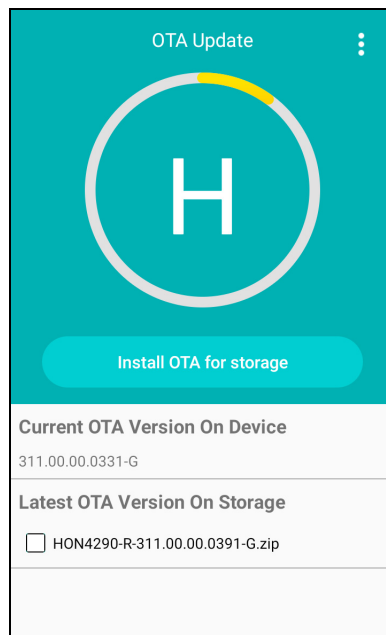 OTA Update
H
Install OTA for storage
Current OTA Version On Device
311.00.00.0331-G
Latest OTA Version On Storage
HON4290-R-311.00.00.0391-G.zip